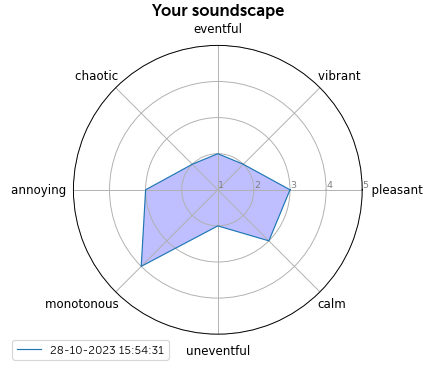 Your soundscape
eventful
chaotic
vibrant
annoying
1 2 3 4 5
pleasant
monotonous
calm
uneventful
28-10-2023 15:54:31